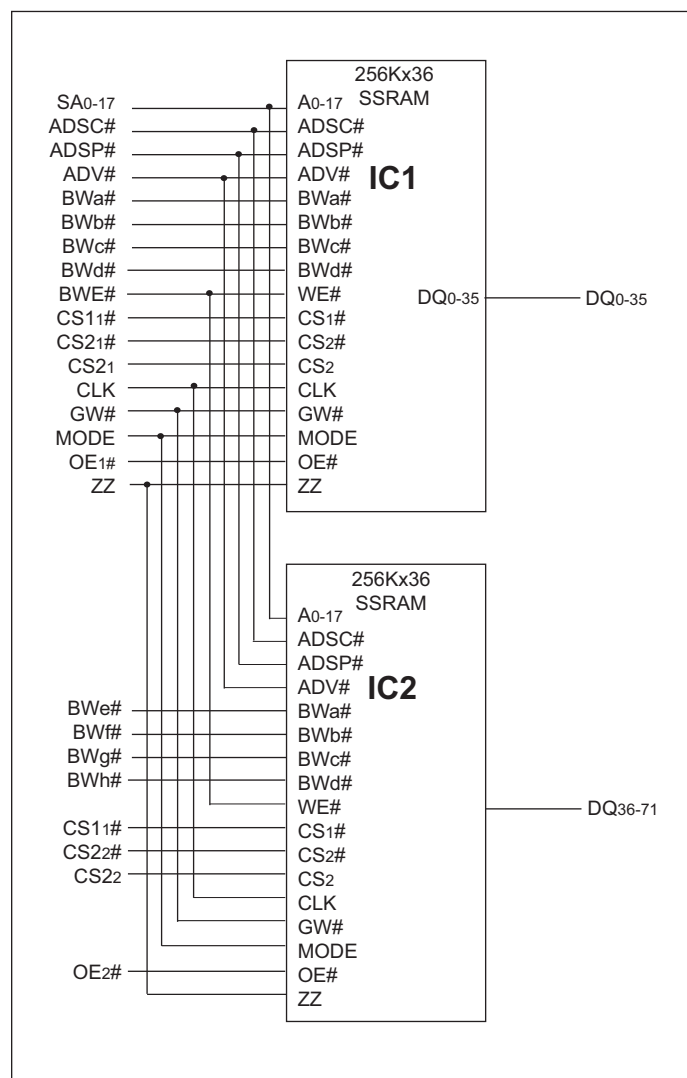 256Kx36
SSRAM
IC1
SA0-17 A0-17
ADSC# ADSC#
ADSP# ADSP#
ADV# ADV#
BWa# BWa#
BWb# BWb#
BWc# BWc#
BWd# BWd#
BWE# WE#
CS11# CS1#
CS21# CS2#
CS21 CS2
CLK CLK
GW# GW#
MODE MODE
OE1# OE#
ZZ ZZ
DQ0-35 DQ0-35
256Kx36
SSRAM
IC2
A0-17
ADSC#
ADSP#
ADV#
BWe# BWa#
BWf# BWb#
BWg# BWc#
BWh# BWd#
WE#
CS11# CS1#
CS22# CS2#
CS22 CS2
CLK
GW#
MODE
OE2# OE#
ZZ
DQ36-71